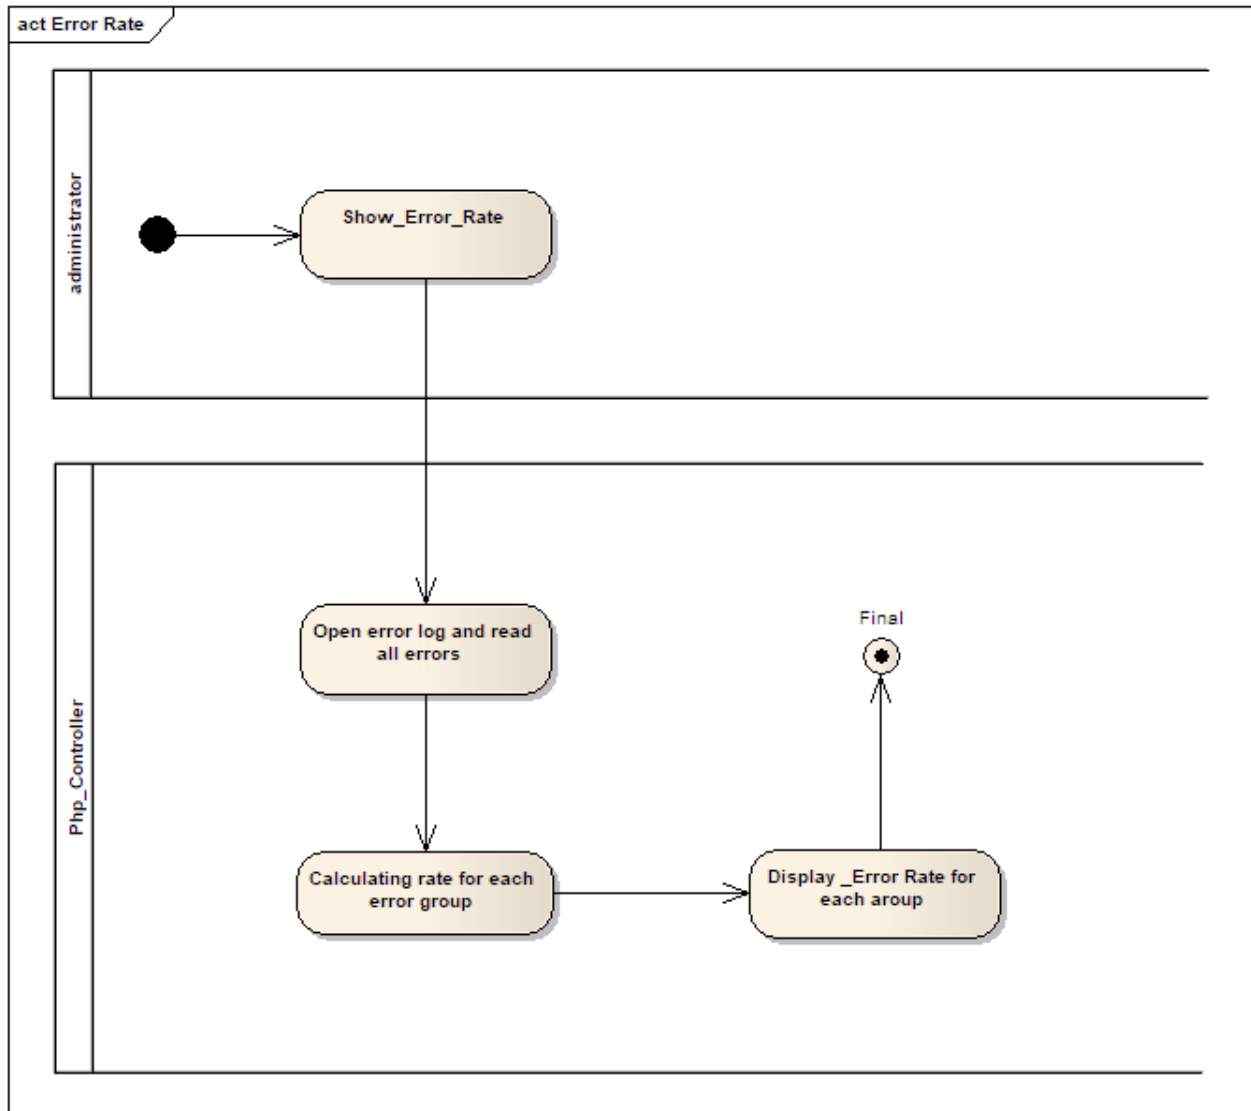 act Error Rate
administrator
Show_Error_Rate
Php_Controller
Open error log and read
all errors
Final
Calculating rate for each
error group
Display _Error Rate for
each aroup